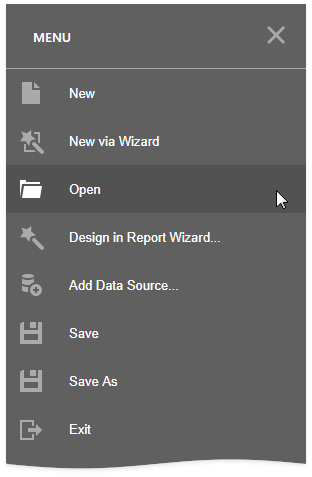 MENU
New
New via Wizard
Open
Design in Report Wizard...
Add Data Source...
Save
Save As
Exit